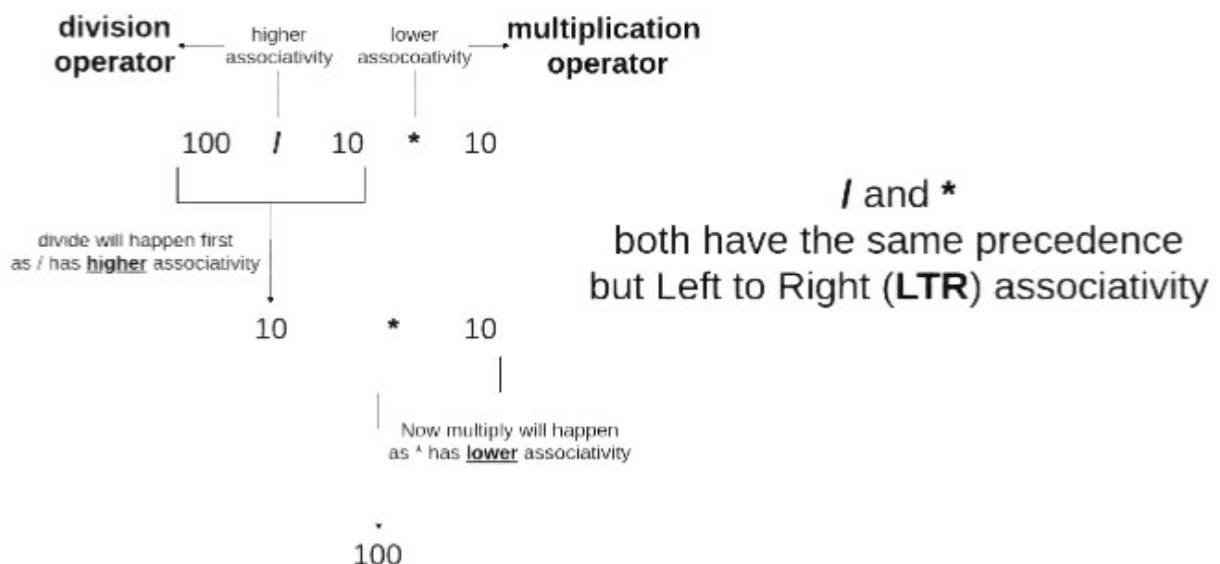 division
operator
higher
associativity
lower
assocoativity
multiplication
operator
100 / 10 * 10
/ and *
both have the same precedence
but Left to Right (LTR) associativity
divide will happen first
as / has higher associativity
10 * 10
Now multiply will happen
as * has lower associativity
100